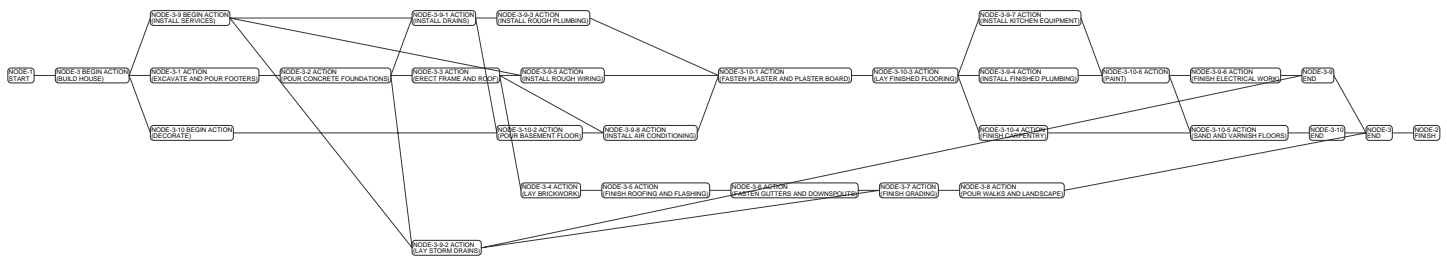 NODE-3-9 BEGIN ACTION
(INSTALL SERVICES)
NODE-3-9-1 ACTION
(INSTALL DRAINS)
NODE-3-9-3 ACTION
(INSTALL ROUGH PLUMBING)
NODE-3-9-7 ACTION
(INSTALL KITCHEN EQUIPMENT)
NODE-1
START
NODE-3 BEGIN ACTION
(BUILD HOUSE)
NODE-3-1 ACTION
(EXCAVATE AND POUR FOOTERS)
NODE-3-2 ACTION
(POUR CONCRETE FOUNDATIONS)
NODE-3-3 ACTION
(ERECT FRAME AND ROOF)
NODE-3-9-5 ACTION
(INSTALL ROUGH WIRING)
NODE-3-10-1 ACTION
(FASTEN PLASTER AND PLASTER BOARD)
NODE-3-10-3 ACTION
(LAY FINISHED FLOORING)
NODE-3-9-4 ACTION
(INSTALL FINISHED PLUMBING)
NODE-3-10-6 ACTION
(PAINT)
NODE-3-9-6 ACTION
(FINISH ELECTRICAL WORK)
NODE-3-9
END
NODE-3-10 BEGIN ACTION
(DECORATE)
NODE-3-10-2 ACTION
(POUR BASEMENT FLOOR)
NODE-3-9-8 ACTION
(INSTALL AIR CONDITIONING)
NODE-3-10-4 ACTION
(FINISH CARPENTRY)
NODE-3-10-5 ACTION
(SAND AND VARNISH FLOORS)
NODE-3-10
END
NODE-3
END
NODE-2
FINISH
NODE-3-4 ACTION
(LAY BRICKWORK)
NODE-3-5 ACTION
(FINISH ROOFING AND FLASHING)
NODE-3-6 ACTION
(FASTEN GUTTERS AND DOWNSPOUTS)
NODE-3-7 ACTION
(FINISH GRADING)
NODE-3-8 ACTION
(POUR WALKS AND LANDSCAPE)
NODE-3-9-2 ACTION
(LAY STORM DRAINS)